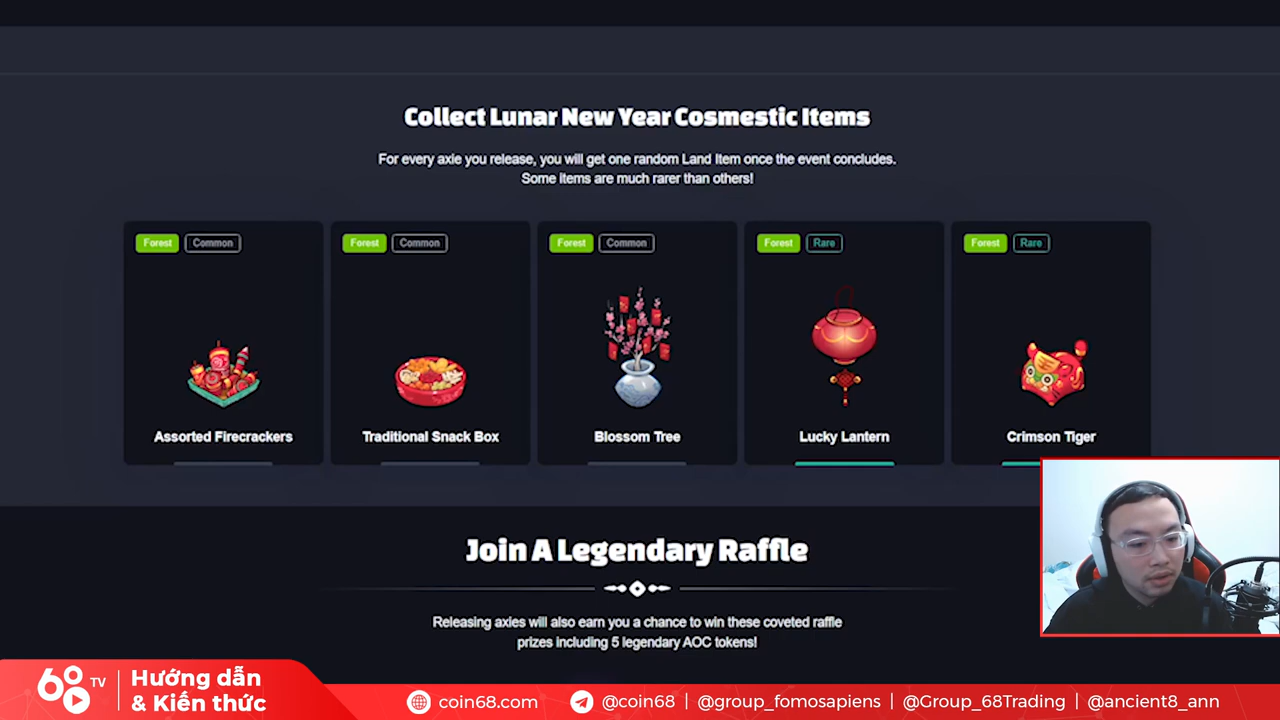 Collect Lunar New Year Cosmestic Items
For every axie you release, you will get one random Land Item once the event concludes.
Some items are much rarer than others!
Forest Common
Forest Common
Forest Common
Forest Rare
Forest Rare
Assorted Firecrackers
Traditional Snack Box
Blossom Tree
Lucky Lantern
Crimson Tiger
Join A Legendary Raffle
Releasing axies will also earn you a chance to win these coveted raffle
prizes including 5 legendary AOC tokens!
68 TV
Hướng dẫn
& Kiến thức
coin68.com
@coin68 | @group_fomosapiens | @Group_68Trading | @ancient8_ann